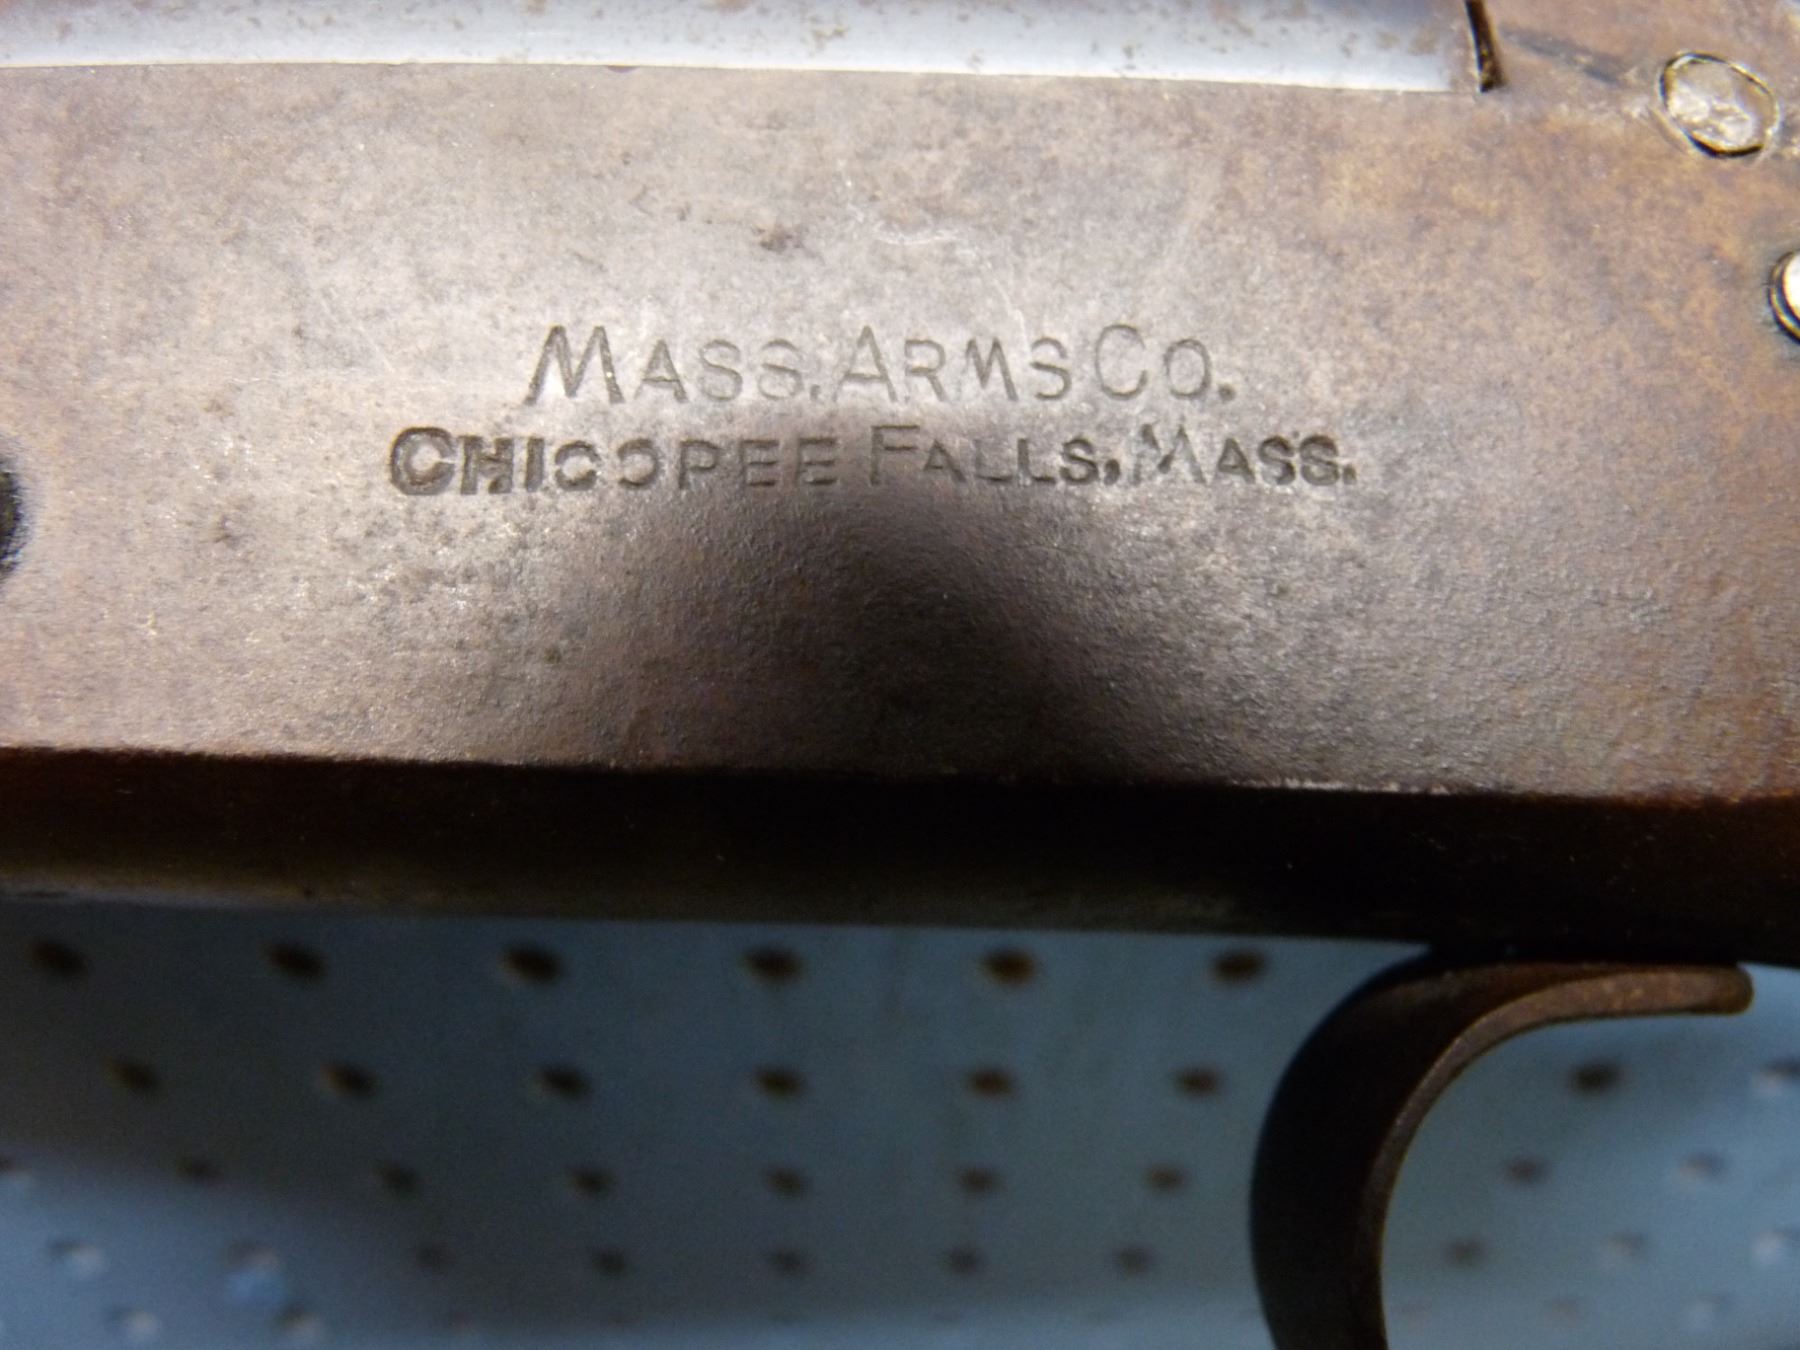 MASS. ARMS CO.
CHICOPEE FALLS, MASS.